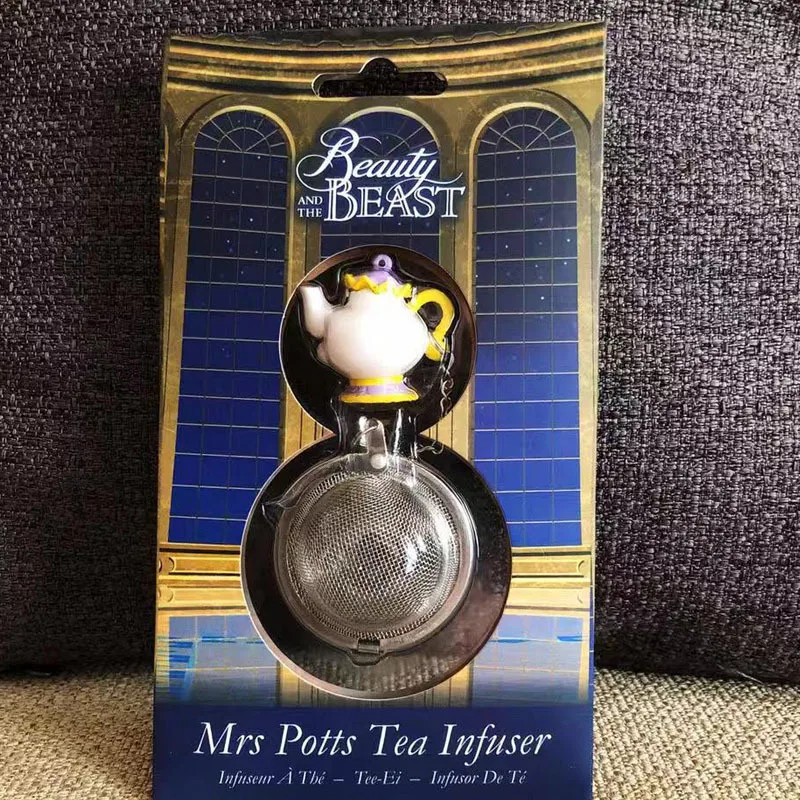 Beauty
AND THE BEAST
Mrs Potts Tea Infuser
Infuseur À Thé – Tee-Ei – Infusor De Té